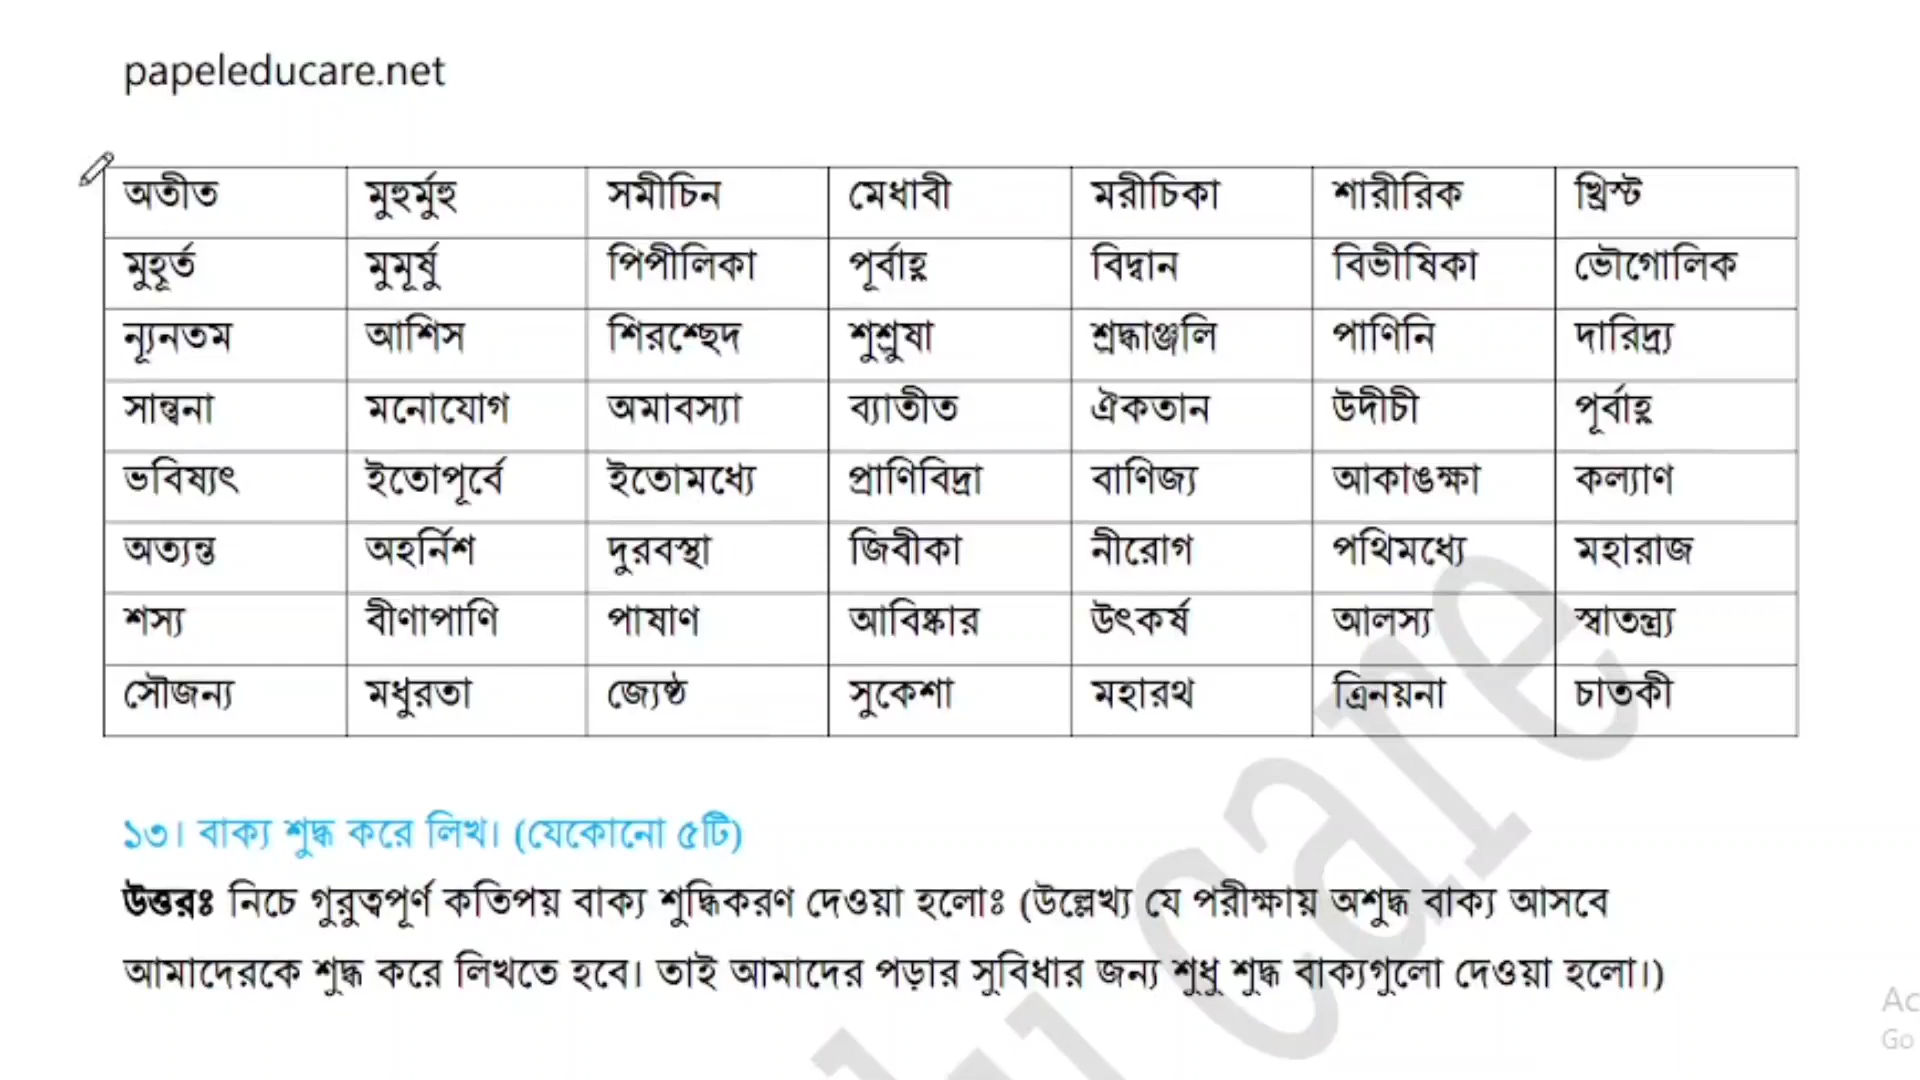 papeleducare.net
অতীত মুহুর্মুহু সমীচিন মেধাবী মরীচিকা শারীরিক খ্রিস্ট
মুহূর্ত মুমূর্ষু পিপীলিকা পূর্বাহ্ণ বিদ্বান বিভীষিকা ভৌগোলিক
ন্যূনতম আশিস শিরশ্ছেদ শুশ্রুষা শ্রদ্ধাঞ্জলি পাণিনি দারিদ্র্য
সান্ত্বনা মনোযোগ অমাবস্যা ব্যাতীত ঐকতান উদীচী পূর্বাহ্ণ
ভবিষ্যৎ ইতোপূর্বে ইতোমধ্যে প্রাণিবিদ্রা বাণিজ্য আকাঙক্ষা কল্যাণ
অত্যন্ত অহর্নিশ দুরবস্থা জিবীকা নীরোগ পথিমধ্যে মহারাজ
শস্য বীণাপাণি পাষাণ আবিষ্কার উৎকর্ষ আলস্য স্বাতন্ত্র্য
সৌজন্য মধুরতা জ্যেষ্ঠ সুকেশা মহারথ ত্রিনয়না চাতকী
১৩। বাক্য শুদ্ধ করে লিখ। (যেকোনো ৫টি)
উত্তরঃ নিচে গুরুত্বপূর্ণ কতিপয় বাক্য শুদ্ধিকরণ দেওয়া হলোঃ (উল্লেখ্য যে পরীক্ষায় অশুদ্ধ বাক্য আসবে
আমাদেরকে শুদ্ধ করে লিখতে হবে। তাই আমাদের পড়ার সুবিধার জন্য শুধু শুদ্ধ বাক্যগুলো দেওয়া হলো।)
care
Go